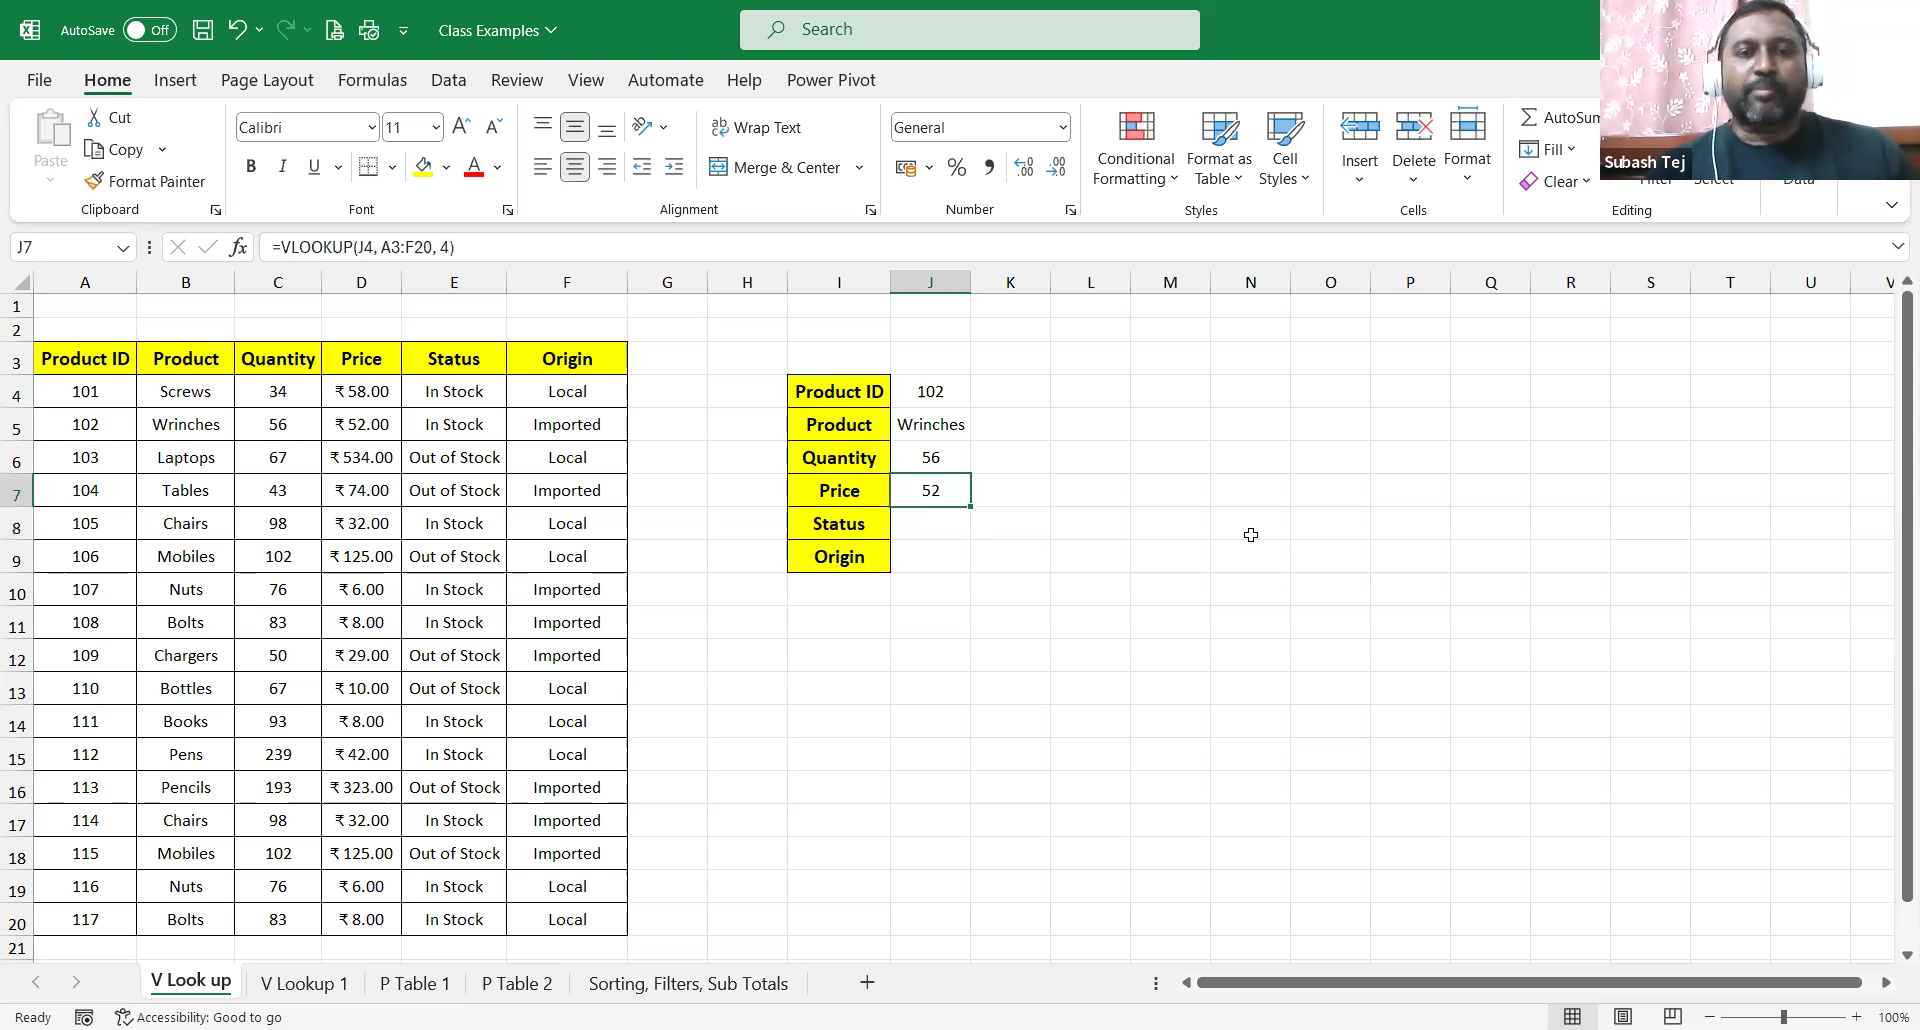 AutoSave Off Class Examples Search
File Home Insert Page Layout Formulas Data Review View Automate Help Power Pivot
Paste Cut Copy Format Painter Clipboard
Calibri 11 B I U A Font
Wrap Text Merge & Center Alignment
General % Number
Conditional Formatting Format as Table Cell Styles Styles
Insert Delete Format Cells
AutoSum Fill Clear Editing
Subash Tej
J7 fx =VLOOKUP(J4, A3:F20, 4)
A B C D E F G H I J K L M N O P Q R S T U V
1
2
3 Product ID Product Quantity Price Status Origin
4 101 Screws 34 ₹ 58.00 In Stock Local Product ID 102
5 102 Wrinches 56 ₹ 52.00 In Stock Imported Product Wrinches
6 103 Laptops 67 ₹ 534.00 Out of Stock Local Quantity 56
7 104 Tables 43 ₹ 74.00 Out of Stock Imported Price 52
8 105 Chairs 98 ₹ 32.00 In Stock Local Status
9 106 Mobiles 102 ₹ 125.00 Out of Stock Local Origin
10 107 Nuts 76 ₹ 6.00 In Stock Imported
11 108 Bolts 83 ₹ 8.00 In Stock Imported
12 109 Chargers 50 ₹ 29.00 Out of Stock Imported
13 110 Bottles 67 ₹ 10.00 Out of Stock Local
14 111 Books 93 ₹ 8.00 In Stock Local
15 112 Pens 239 ₹ 42.00 In Stock Local
16 113 Pencils 193 ₹ 323.00 Out of Stock Imported
17 114 Chairs 98 ₹ 32.00 In Stock Imported
18 115 Mobiles 102 ₹ 125.00 Out of Stock Imported
19 116 Nuts 76 ₹ 6.00 In Stock Local
20 117 Bolts 83 ₹ 8.00 In Stock Local
21
V Look up V Lookup 1 P Table 1 P Table 2 Sorting, Filters, Sub Totals
Ready Accessibility: Good to go 100%